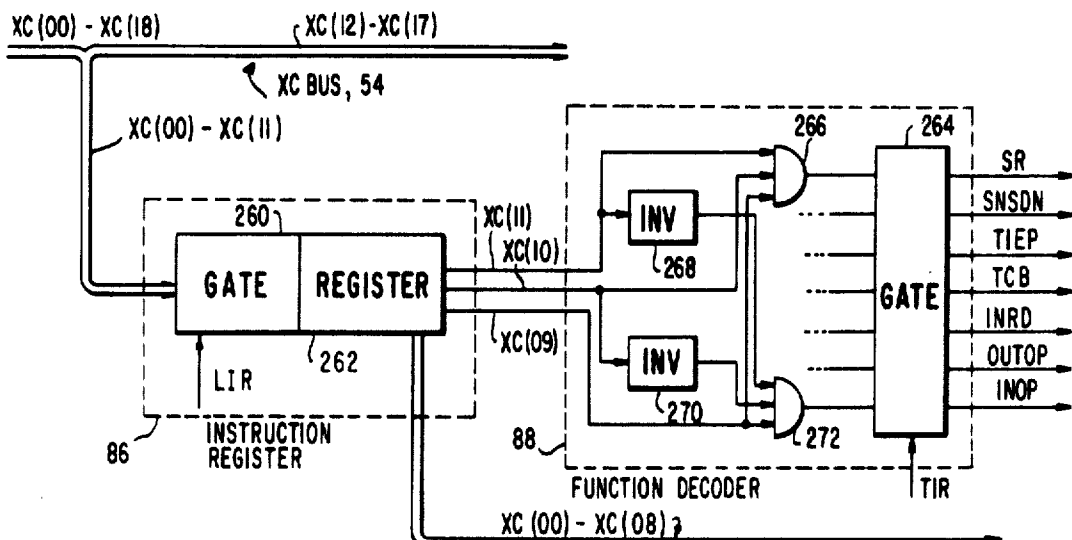 XC(00) - XC(18)
XC(12)-XC(17)
XC BUS, 54
XC(00) - XC(11)
266
264
SR
SNSDN
TIEP
TCB
INRD
OUTOP
INOP
260
XC(11)
XC(10)
INV
268
GATE
REGISTER
GATE
XC(09)
262
LIR
INV
270
272
86
INSTRUCTION
REGISTER
88
FUNCTION DECODER
TIR
XC(00) - XC(08)